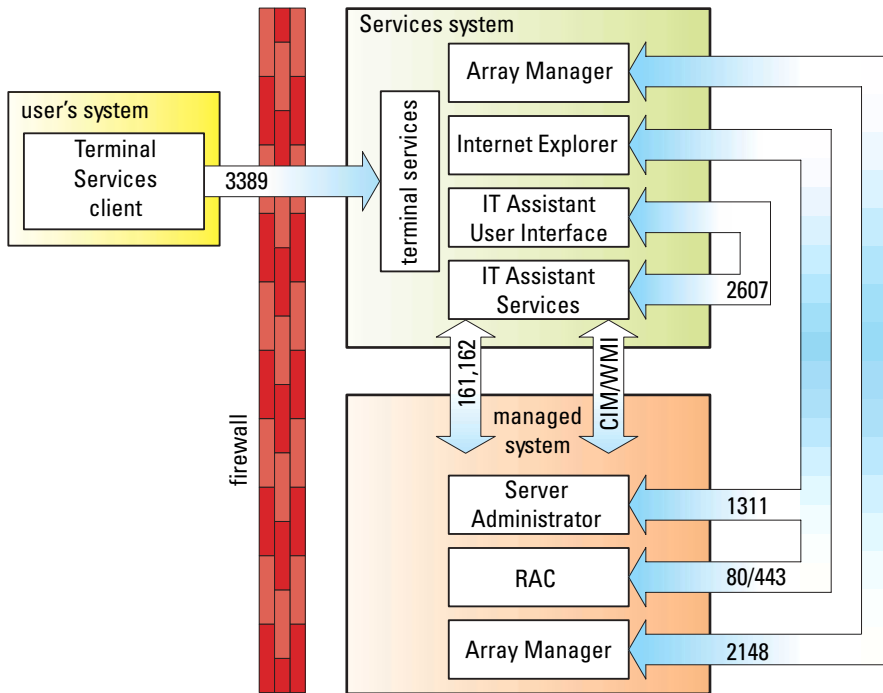 Services system
Array Manager
user's system
Terminal
Services
client
3389
terminal services
Internet Explorer
IT Assistant
User Interface
IT Assistant
Services
2607
161,162
CIM/WMI
firewall
managed
system
Server
Administrator
1311
RAC
80/443
Array Manager
2148